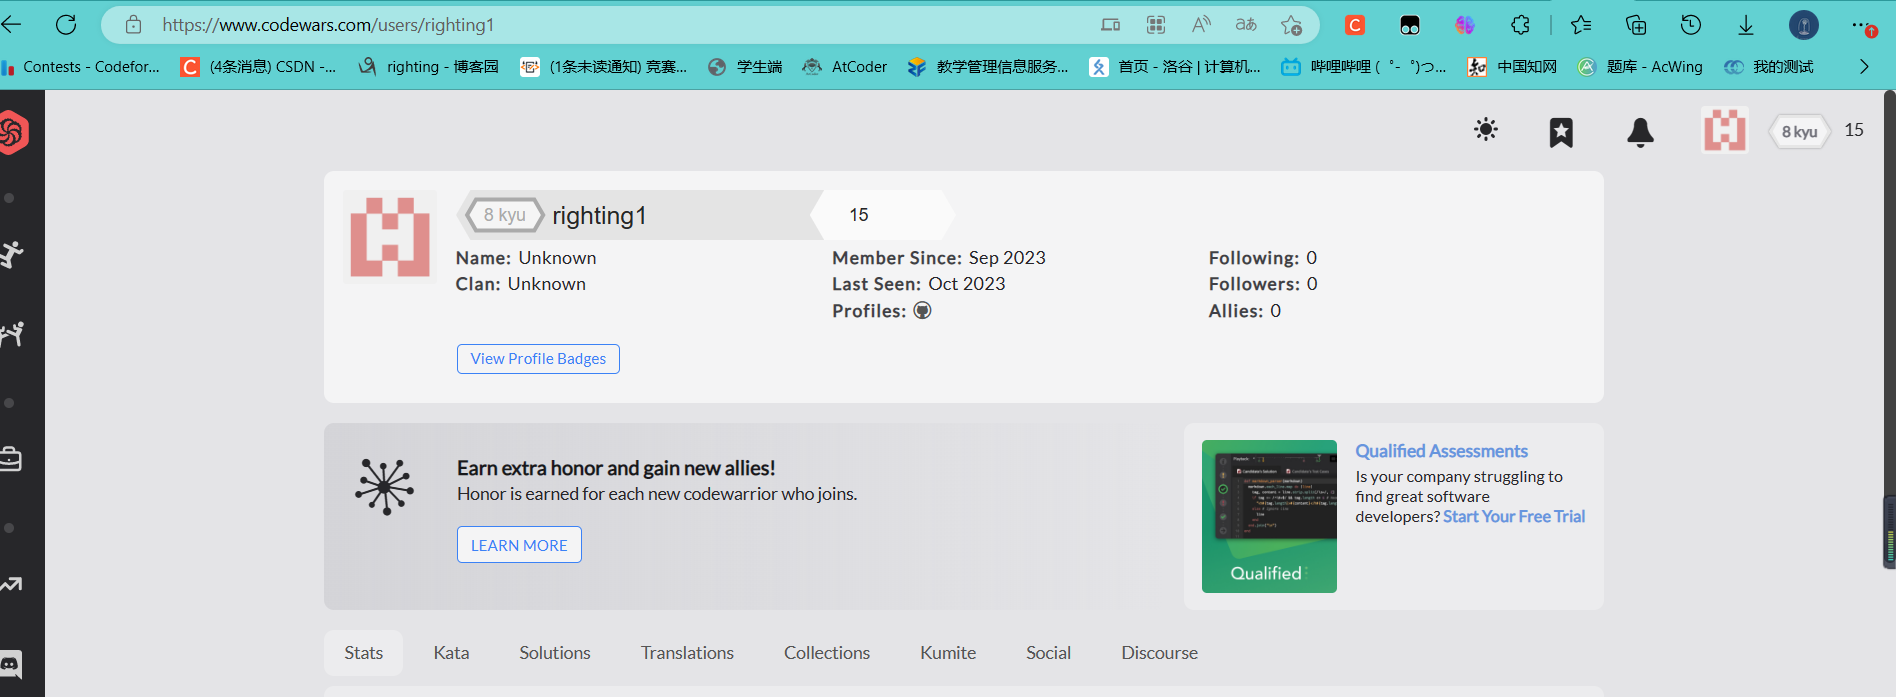 https://www.codewars.com/users/righting1
Contests - Codefor... (4条消息) CSDN -... righting - 博客园 (1条未读通知) 竞赛... 学生端 AtCoder 教学管理信息服务... 首页 - 洛谷 | 计算机... 哔哩哔哩 ( ゜- ゜)つ... 中国知网 题库 - AcWing 我的测试
8 kyu 15
8 kyu righting1 15
Name: Unknown Member Since: Sep 2023 Following: 0
Clan: Unknown Last Seen: Oct 2023 Followers: 0
Profiles: Allies: 0
View Profile Badges
Earn extra honor and gain new allies!
Honor is earned for each new codewarrior who joins.
LEARN MORE
Qualified
Qualified Assessments
Is your company struggling to
find great software
developers? Start Your Free Trial
Stats Kata Solutions Translations Collections Kumite Social Discourse